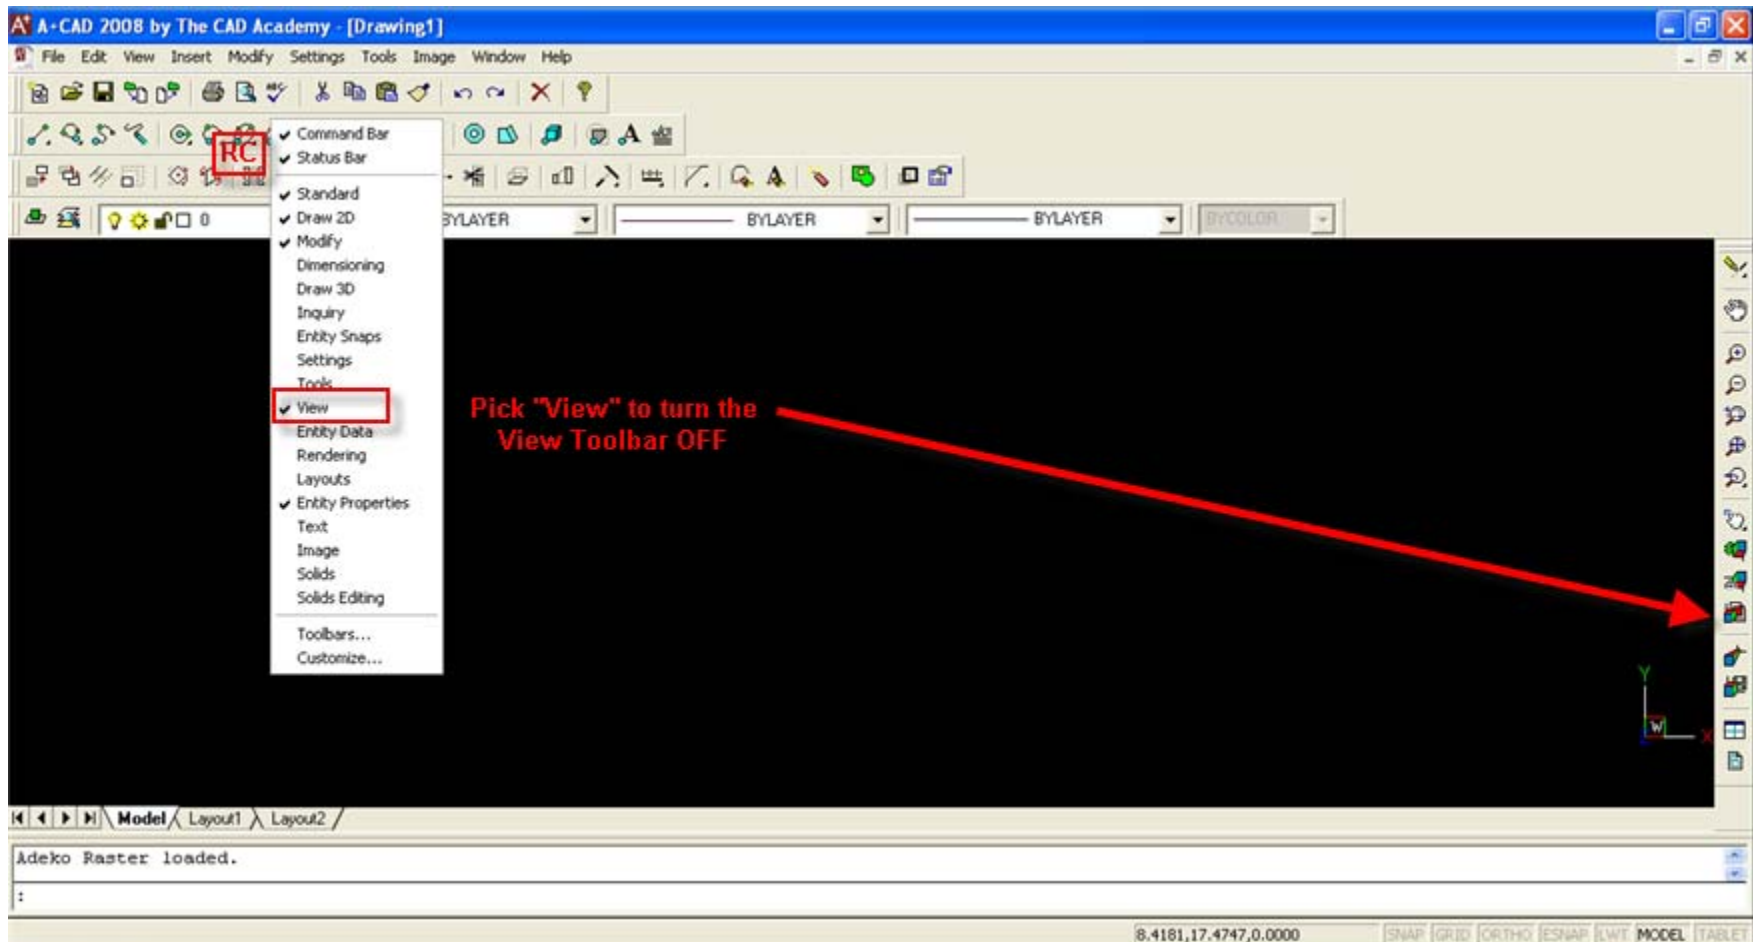 A+CAD 2008 by The CAD Academy - [Drawing1]
File Edit View Insert Modify Settings Tools Image Window Help
RC
Command Bar
Status Bar
Standard
Draw 2D
Modify
Dimensioning
Draw 3D
Inquiry
Entity Snaps
Settings
Tools
View
Entity Data
Rendering
Layouts
Entity Properties
Text
Image
Solids
Solids Editing
Toolbars...
Customize...
0 BYLAYER BYLAYER BYLAYER BYCOLOR
Pick "View" to turn the
View Toolbar OFF
Y
W X
Model Layout1 Layout2
Adeko Raster loaded.
:
8.4181,17.4747,0.0000 SNAP GRID ORTHO ESNAP LWT MODEL TABLET